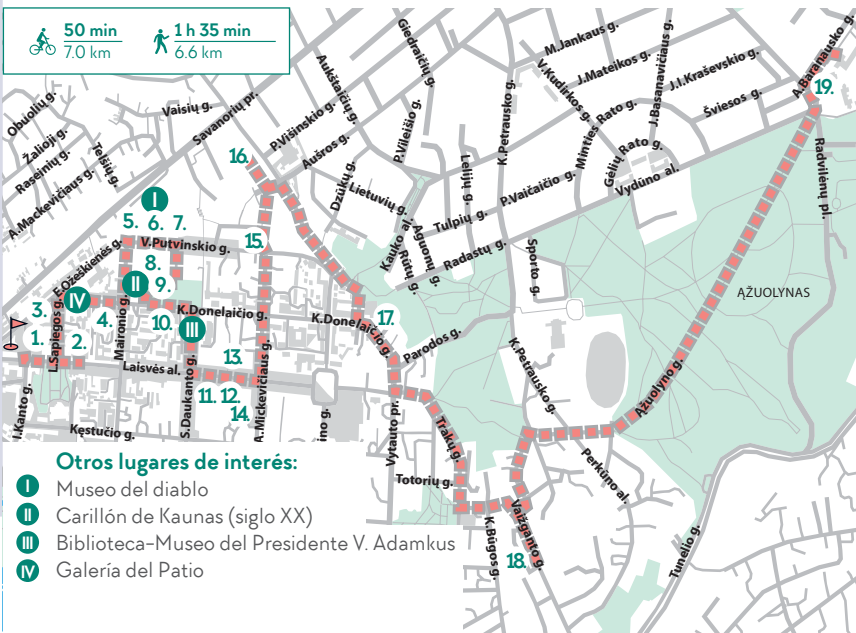 50 min
7.0 km
1 h 35 min
6.6 km
Giedraičių g.
M.Jankaus g.
A.Baranausko g.
Aukštaičių g.
V.Kudirkos g.
J.Mateikos g.
J.Basanavičiaus g.
J.I.Kraševskio g.
19.
Obuolių g.
Vaisių g.
Savanorių pr.
P.Višinskio g.
P.Vileišio g.
K.Petrausko g.
Minties Rato g.
Šviesos g.
Žalioji g.
Raseinių g.
Telšių g.
Aušros g.
16.
Lelijų g.
Gėlių Rato g.
Vydūno al.
Radvilėnų pl.
A.Mackevičiaus g.
Dzūkų g.
Lietuvių g.
P.Vaičaičio g.
Tulpių g.
I
5.
6.
7.
V.Putvinskio g.
15.
Kauko al.
Rūtų g.
Aguonų g.
Radastų g.
Sporto g.
E.Ožeškienės g.
8.
II
9.
ĄŽUOLYNAS
3.
IV
4.
10.
K.Donelaičio g.
III
K.Donelaičio g.
17.
Parodos g.
1.
L.Sapiegos g.
2.
Maironio g.
Laisvės al.
13.
K.Petrausko g.
Ąžuolyno g.
11.
12.
14.
I.Kanto g.
Kęstučio g.
S.Daukanto g.
A.Mickevičiaus g.
ino g.
Vytauto pr.
Trakų g.
Totorių g.
Perkūno al.
K.Būgos g.
Vaižganto g.
18.
Tunelio g.
Otros lugares de interés:
I Museo del diablo
II Carillón de Kaunas (siglo XX)
III Biblioteca-Museo del Presidente V. Adamkus
IV Galería del Patio